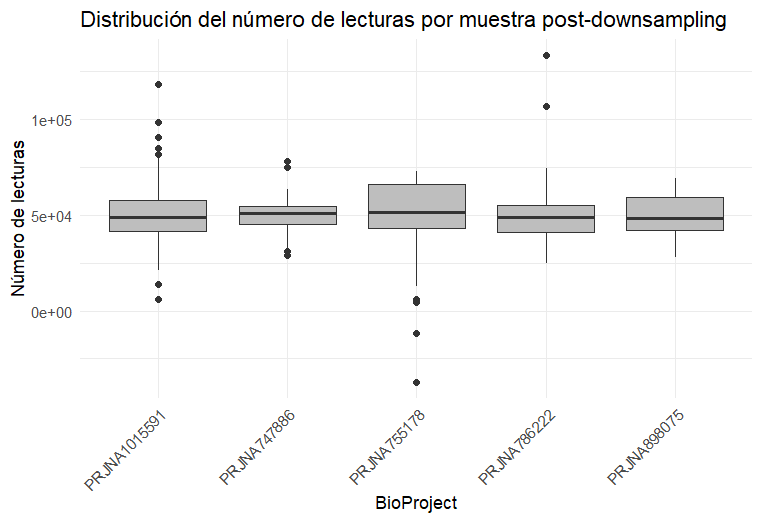 Distribución del número de lecturas por muestra post-downsampling
Número de lecturas
1e+05
5e+04
0e+00
PRJNA1015591
PRJNA747886
PRJNA755178
PRJNA786222
PRJNA898075
BioProject